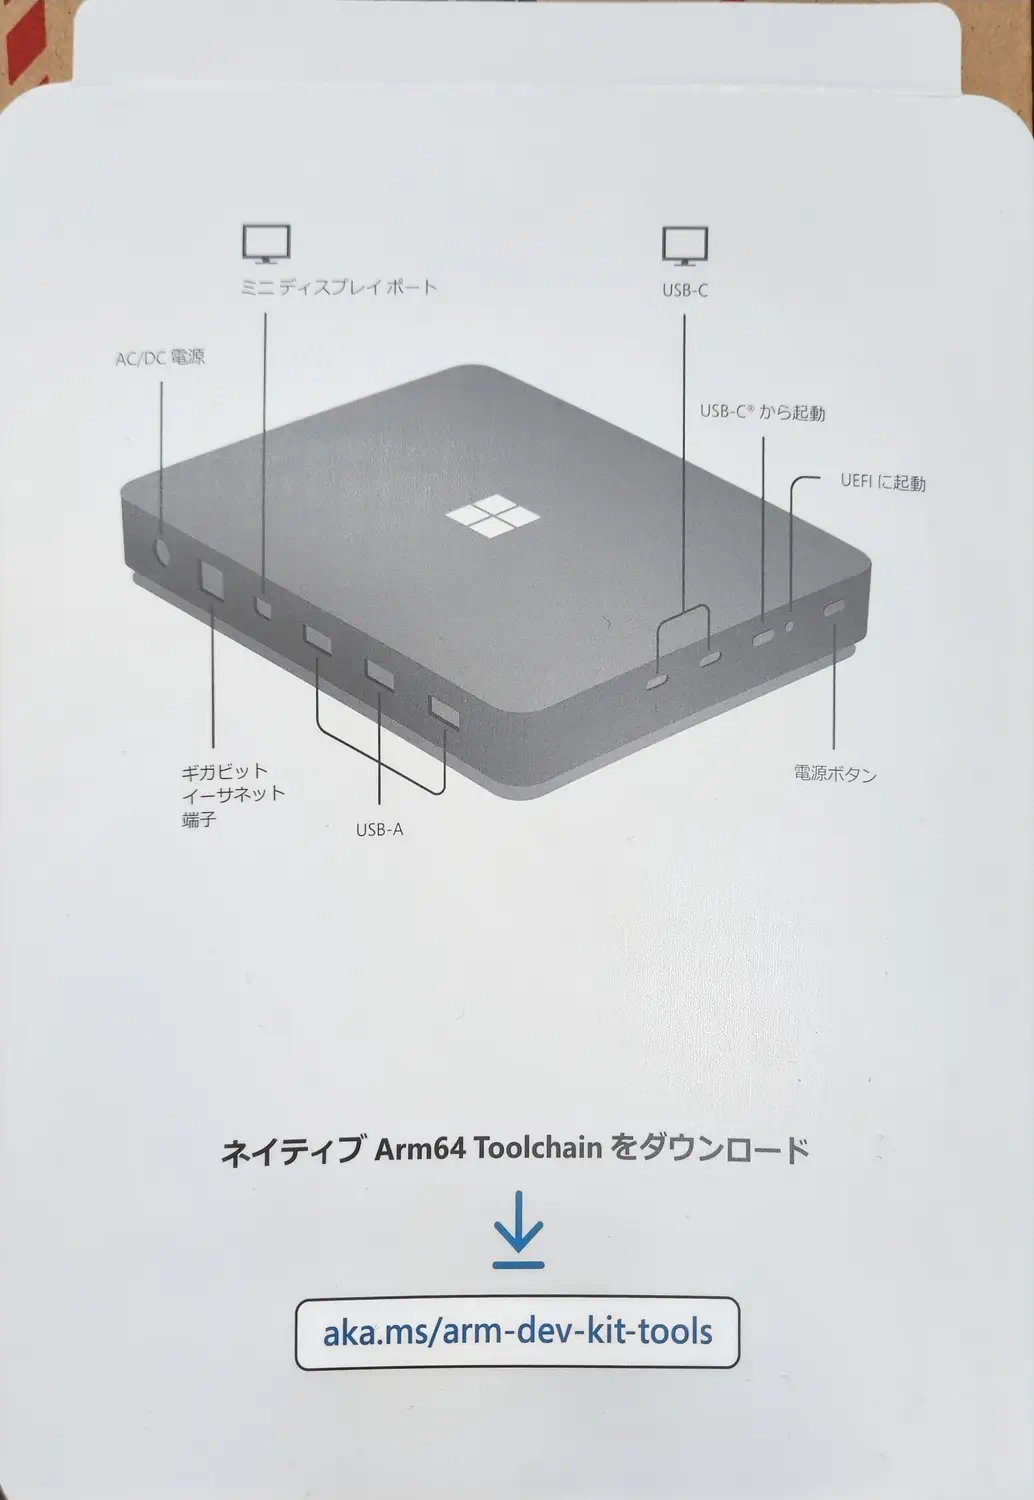 ミニ ディスプレイ ポート
USB-C
AC/DC 電源
USB-C® から起動
UEFI に起動
ギガビット
イーサネット
端子
電源ボタン
USB-A
ネイティブ Arm64 Toolchain をダウンロード
aka.ms/arm-dev-kit-tools